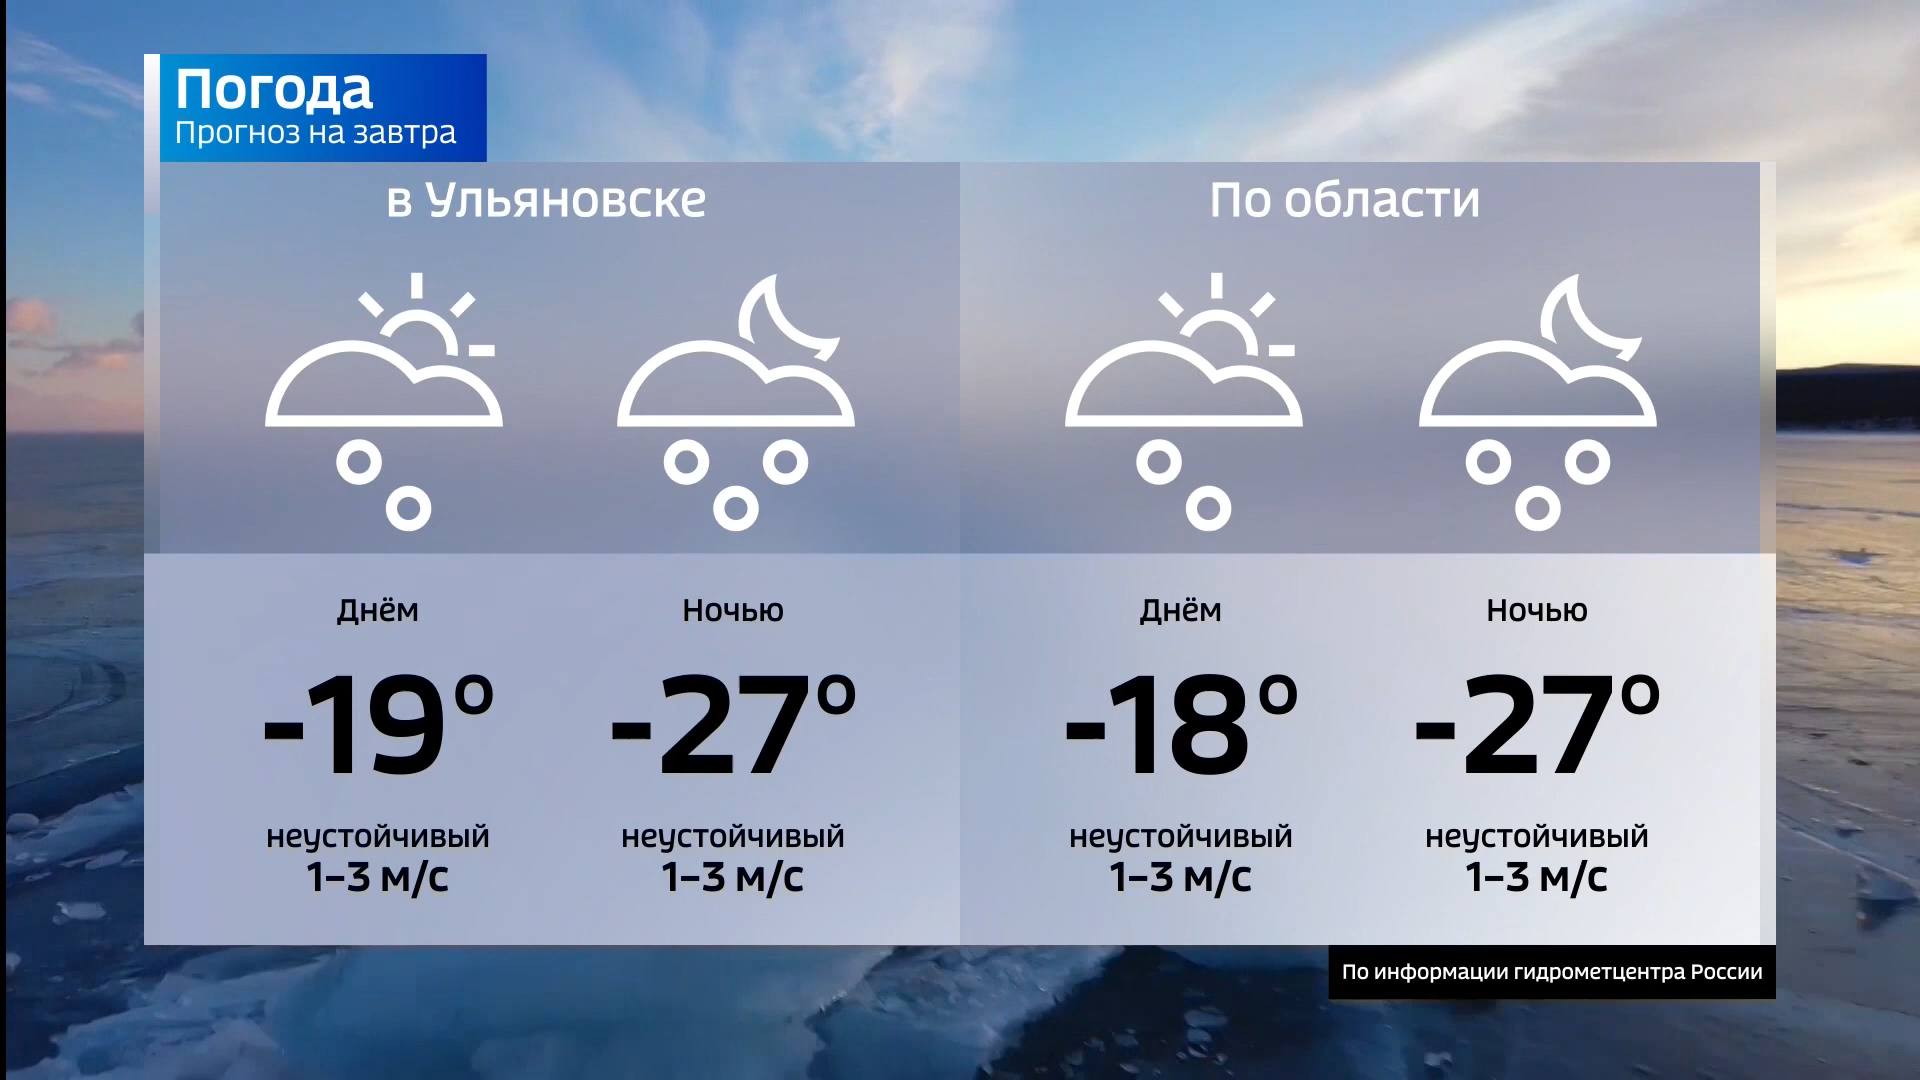 Погода
Прогноз на завтра
в Ульяновске
По области
Днём
Ночью
Днём
Ночью
-19°
-27°
-18°
-27°
неустойчивый
1-3 м/с
неустойчивый
1-3 м/с
неустойчивый
1-3 м/с
неустойчивый
1-3 м/с
По информации гидрометцентра России